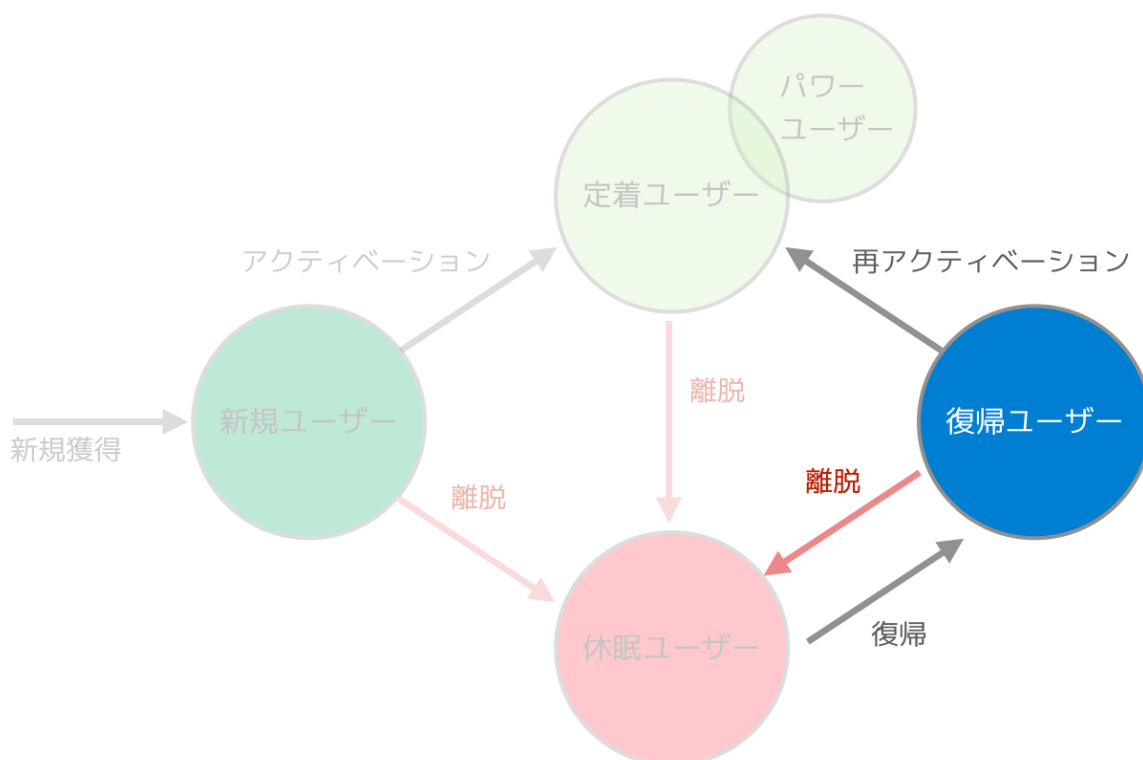 パワー
ユーザー
定着ユーザー
アクティベーション
再アクティベーション
離脱
新規ユーザー
復帰ユーザー
新規獲得
離脱
離脱
休眠ユーザー
復帰